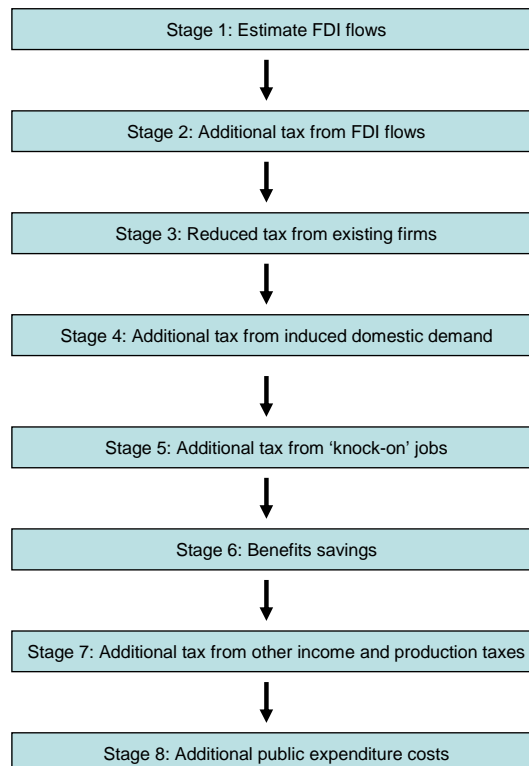 Stage 1: Estimate FDI flows
Stage 2: Additional tax from FDI flows
Stage 3: Reduced tax from existing firms
Stage 4: Additional tax from induced domestic demand
Stage 5: Additional tax from ‘knock-on’ jobs
Stage 6: Benefits savings
Stage 7: Additional tax from other income and production taxes
Stage 8: Additional public expenditure costs